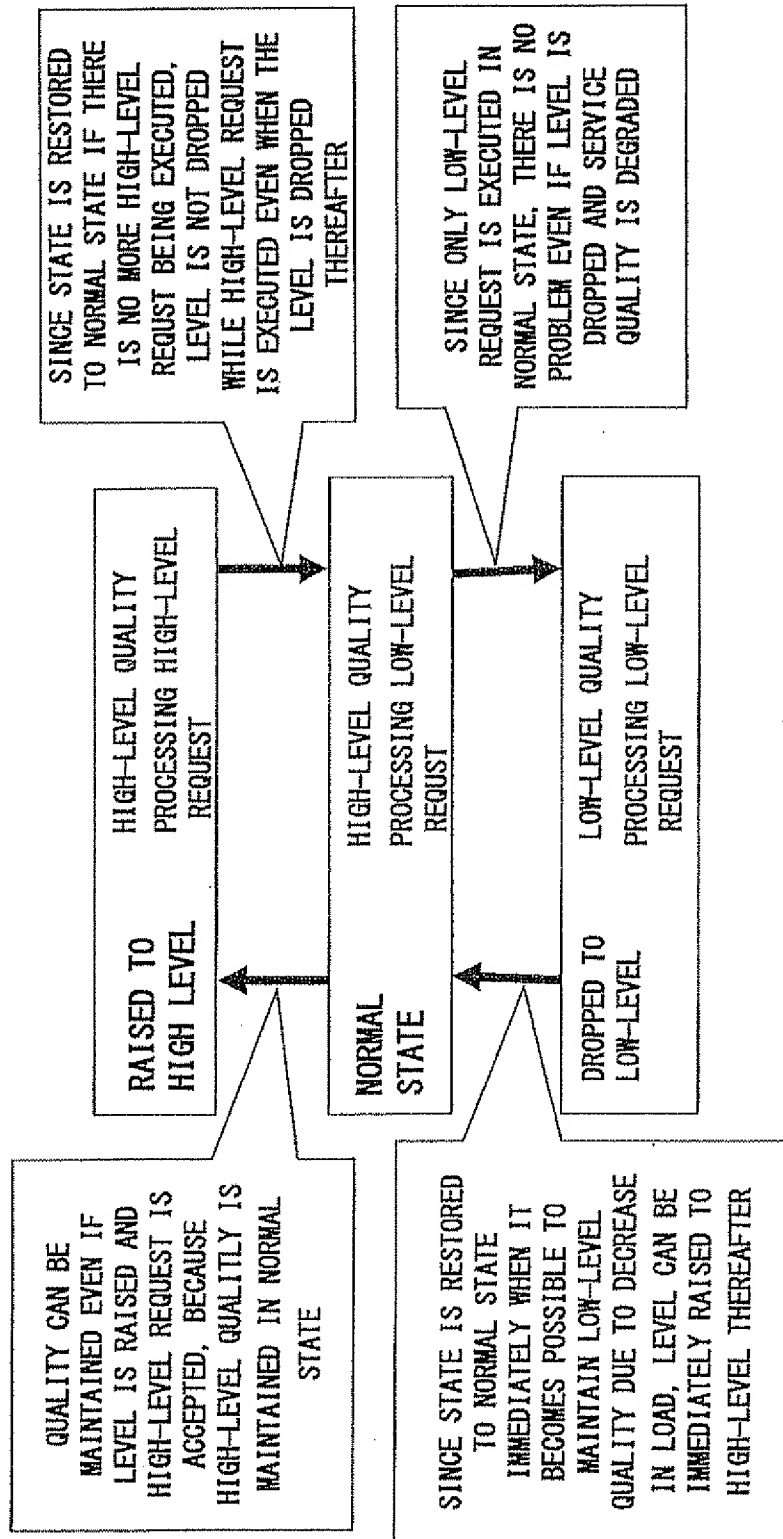 QUALITY CAN BE
MAINTAINED EVEN IF
LEVEL IS RAISED AND
HIGH-LEVEL REQUEST IS
ACCEPTED, BECAUSE
HIGH-LEVEL QUALITLY IS
MAINTAINED IN NORMAL
STATE
RAISED TO
HIGH LEVEL
HIGH-LEVEL QUALITY
PROCESSING HIGH-LEVEL
REQUEST
SINCE STATE IS RESTORED
TO NORMAL STATE IF THERE
IS NO MORE HIGH-LEVEL
REQUST BEING EXECUTED,
LEVEL IS NOT DROPPED
WHILE HIGH-LEVEL REQUEST
IS EXECUTED EVEN WHEN THE
LEVEL IS DROPPED
THEREAFTER
NORMAL
STATE
HIGH-LEVEL QUALITY
PROCESSING LOW-LEVEL
REQUST
SINCE STATE IS RESTORED
TO NORMAL STATE
IMMEDIATELY WHEN IT
BECOMES POSSIBLE TO
MAINTAIN LOW-LEVEL
QUALITY DUE TO DECREASE
IN LOAD, LEVEL CAN BE
IMMEDIATELY RAISED TO
HIGH-LEVEL THEREAFTER
DROPPED TO
LOW-LEVEL
LOW-LEVEL QUALITY
PROCESSING LOW-LEVEL
REQUEST
SINCE ONLY LOW-LEVEL
REQUEST IS EXECUTED IN
NORMAL STATE, THERE IS NO
PROBLEM EVEN IF LEVEL IS
DROPPED AND SERVICE
QUALITY IS DEGRADED